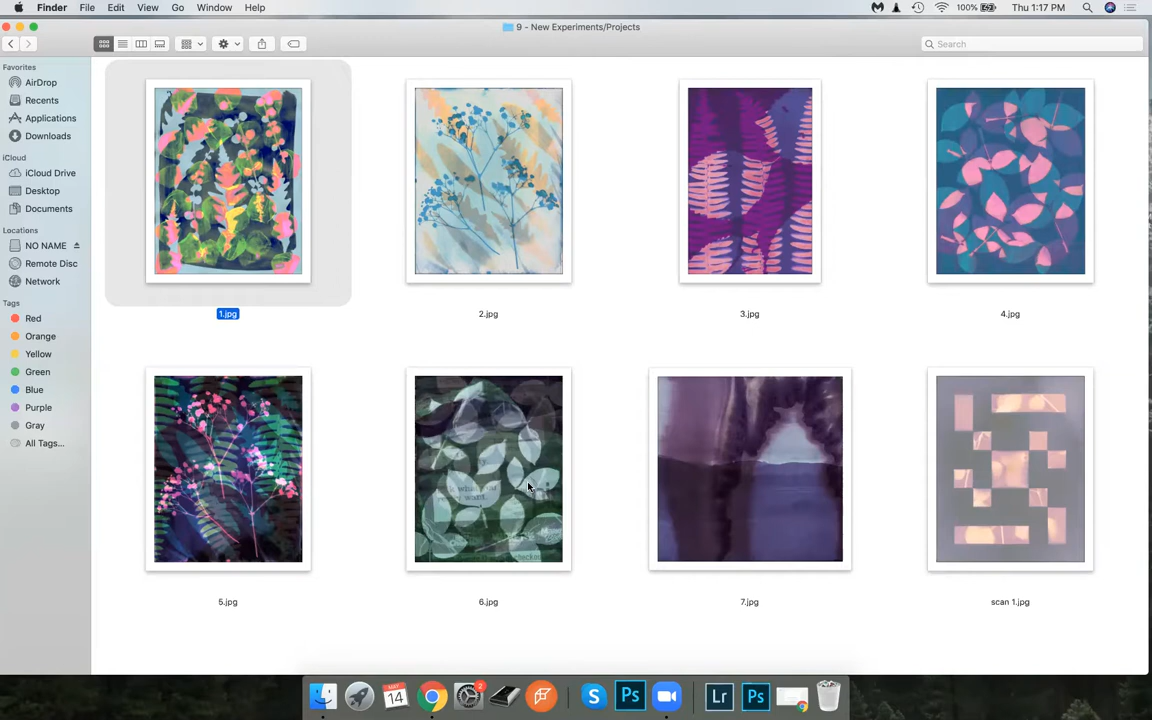 Finder File Edit View Go Window Help 100% Thu 1:17 PM
9 - New Experiments/Projects
Search
Favorites
AirDrop
Recents
Applications
Downloads
iCloud
iCloud Drive
Desktop
Documents
Locations
NO NAME
Remote Disc
Network
Tags
Red
Orange
Yellow
Green
Blue
Purple
Gray
All Tags...
1.jpg 2.jpg 3.jpg 4.jpg
5.jpg 6.jpg 7.jpg scan 1.jpg
MAY 14 2 S Ps Lr Ps